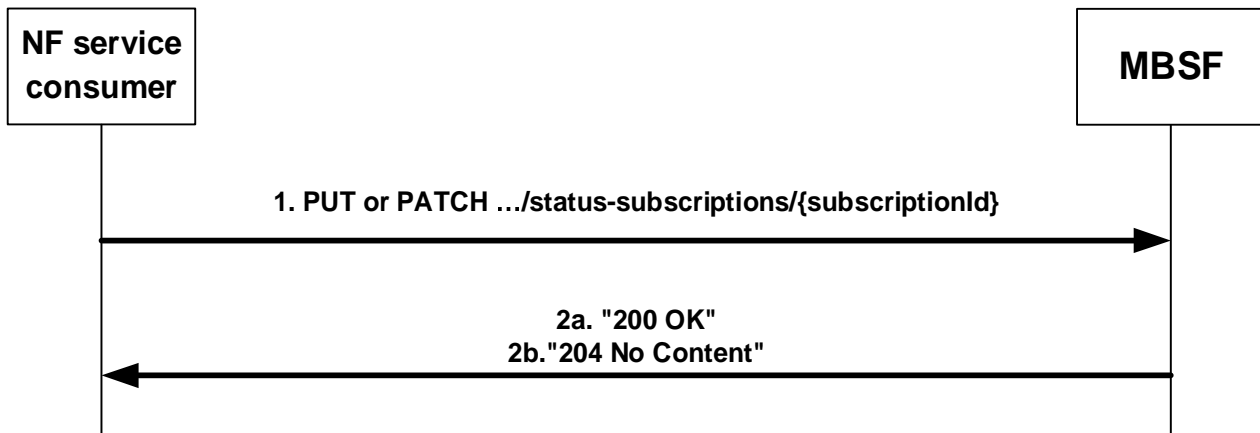 NF service
consumer
MBSF
1. PUT or PATCH …/status-subscriptions/{subscriptionId}
2a. "200 OK"
2b."204 No Content"